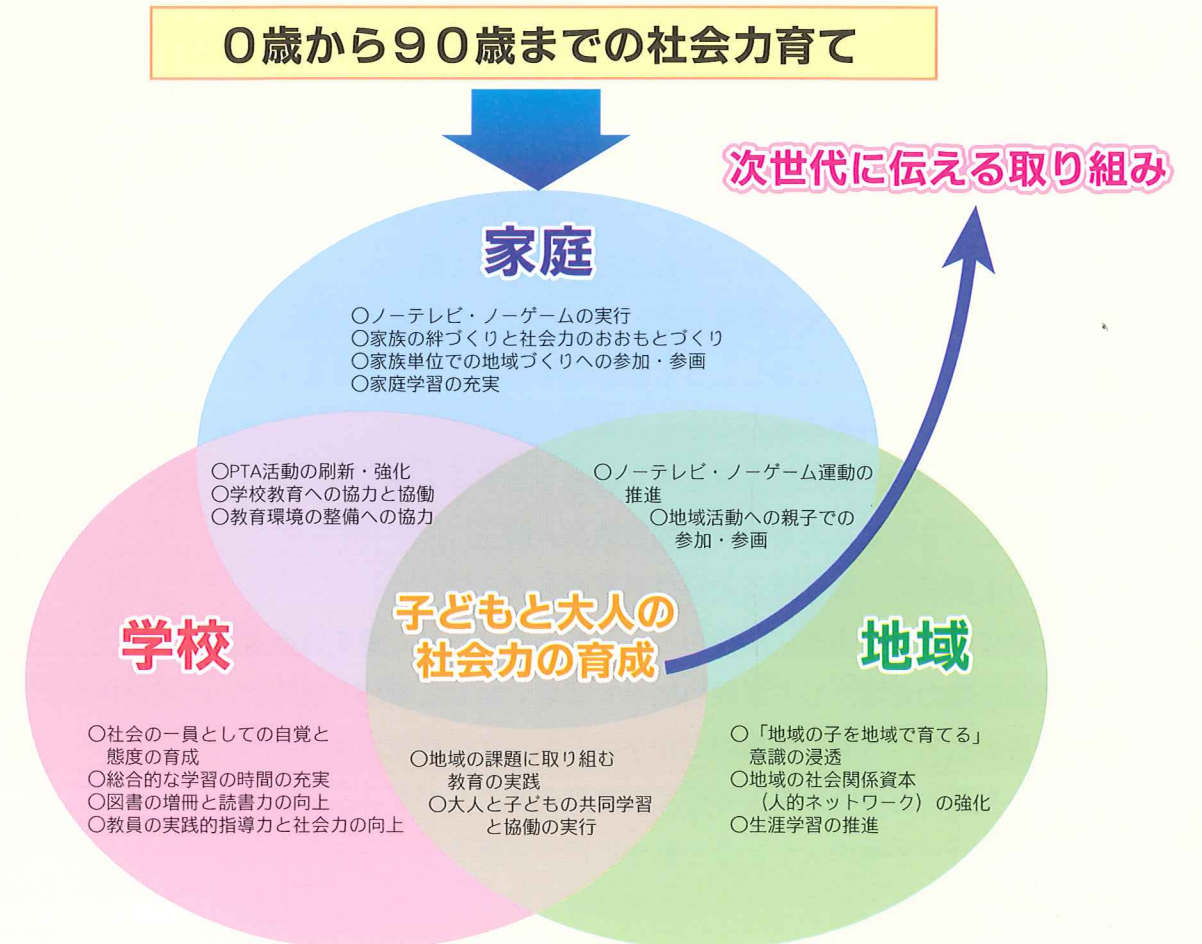 0歳から90歳までの社会力育て
次世代に伝える取り組み
家庭
○ノーテレビ・ノーゲームの実行
○家族の絆づくりと社会力のおおもとづくり
○家族単位での地域づくりへの参加・参画
○家庭学習の充実
○PTA活動の刷新・強化
○学校教育への協力と協働
○教育環境の整備への協力
○ノーテレビ・ノーゲーム運動の
推進
○地域活動への親子での
参加・参画
子どもと大人の
社会力の育成
学校
○社会の一員としての自覚と
態度の育成
○総合的な学習の時間の充実
○図書の増冊と読書力の向上
○教員の実践的指導力と社会力の向上
○地域の課題に取り組む
教育の実践
○大人と子どもの共同学習
と協働の実行
地域
○「地域の子を地域で育てる」
意識の浸透
○地域の社会関係資本
(人的ネットワーク)の強化
○生涯学習の推進